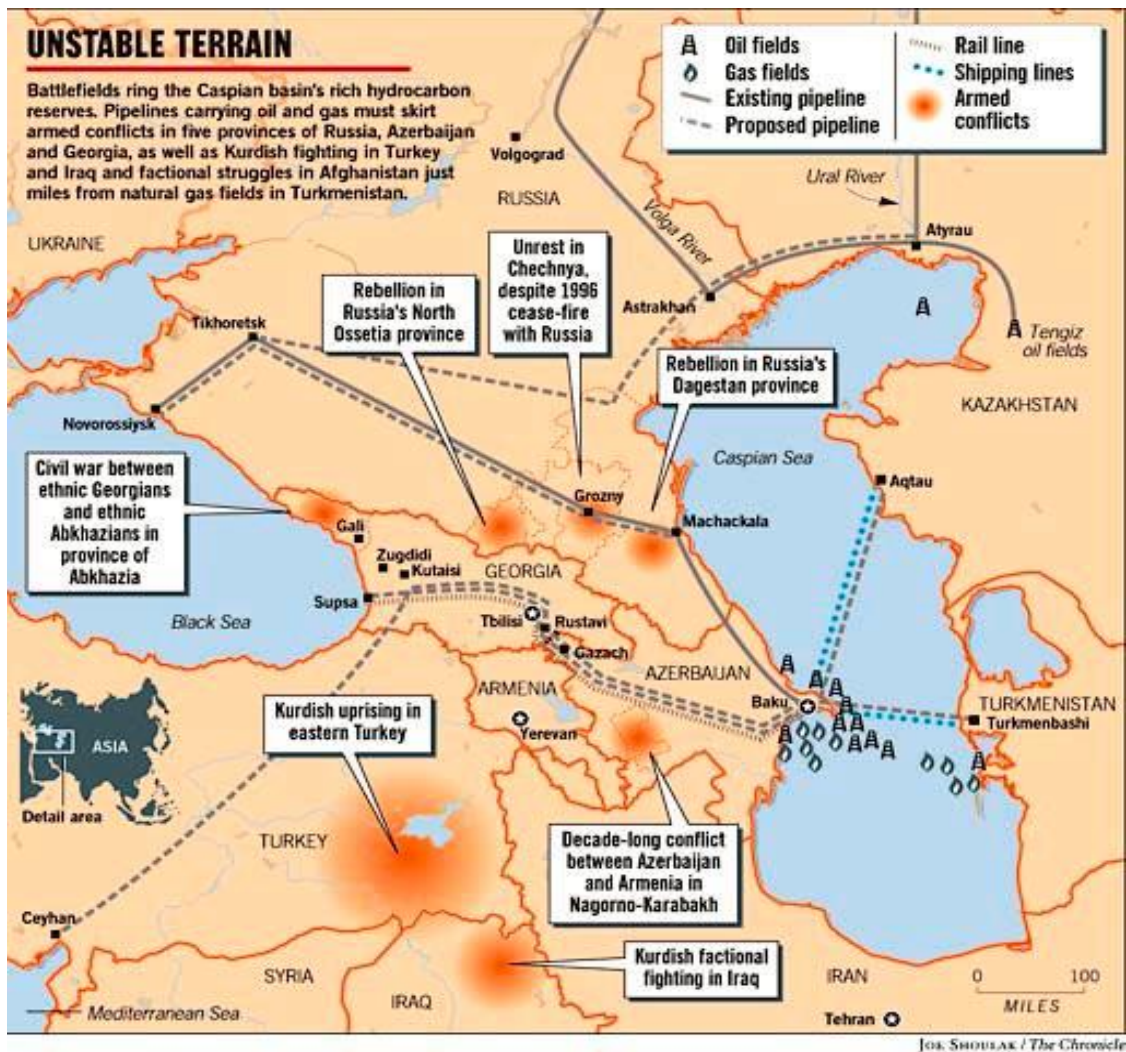 UNSTABLE TERRAIN
Battlefields ring the Caspian basin's rich hydrocarbon
reserves. Pipelines carrying oil and gas must skirt
armed conflicts in five provinces of Russia, Azerbaijan
and Georgia, as well as Kurdish fighting in Turkey
and Iraq and factional struggles in Afghanistan just
miles from natural gas fields in Turkmenistan.
Oil fields
Gas fields
Existing pipeline
Proposed pipeline
Rail line
Shipping lines
Armed
conflicts
Volgograd
RUSSIA
Ural River
Volga River
Atyrau
UKRAINE
Unrest in
Chechnya,
despite 1996
cease-fire
with Russia
Rebellion in
Russia's North
Ossetia province
Astrakhan
Tikhoretsk
Tengiz
oil fields
Rebellion in Russia's
Dagestan province
KAZAKHSTAN
Novorossiysk
Civil war between
ethnic Georgians
and ethnic
Abkhazians in
province of
Abkhazia
Caspian Sea
Aqtau
Grozny
Machackala
Gali
Zugdidi
Kutaisi
GEORGIA
Supsa
Black Sea
Tbilisi
Rustavi
Gazach
AZERBAIJAN
ARMENIA
Baku
TURKMENISTAN
Turkmenbashi
Yerevan
Kurdish uprising in
eastern Turkey
ASIA
Detail area
TURKEY
Decade-long conflict
between Azerbaijan
and Armenia in
Nagorno-Karabakh
Ceyhan
Kurdish factional
fighting in Iraq
SYRIA
IRAQ
IRAN
0 100
MILES
Mediterranean Sea
Tehran
JOE SHOULAK / The Chronicle